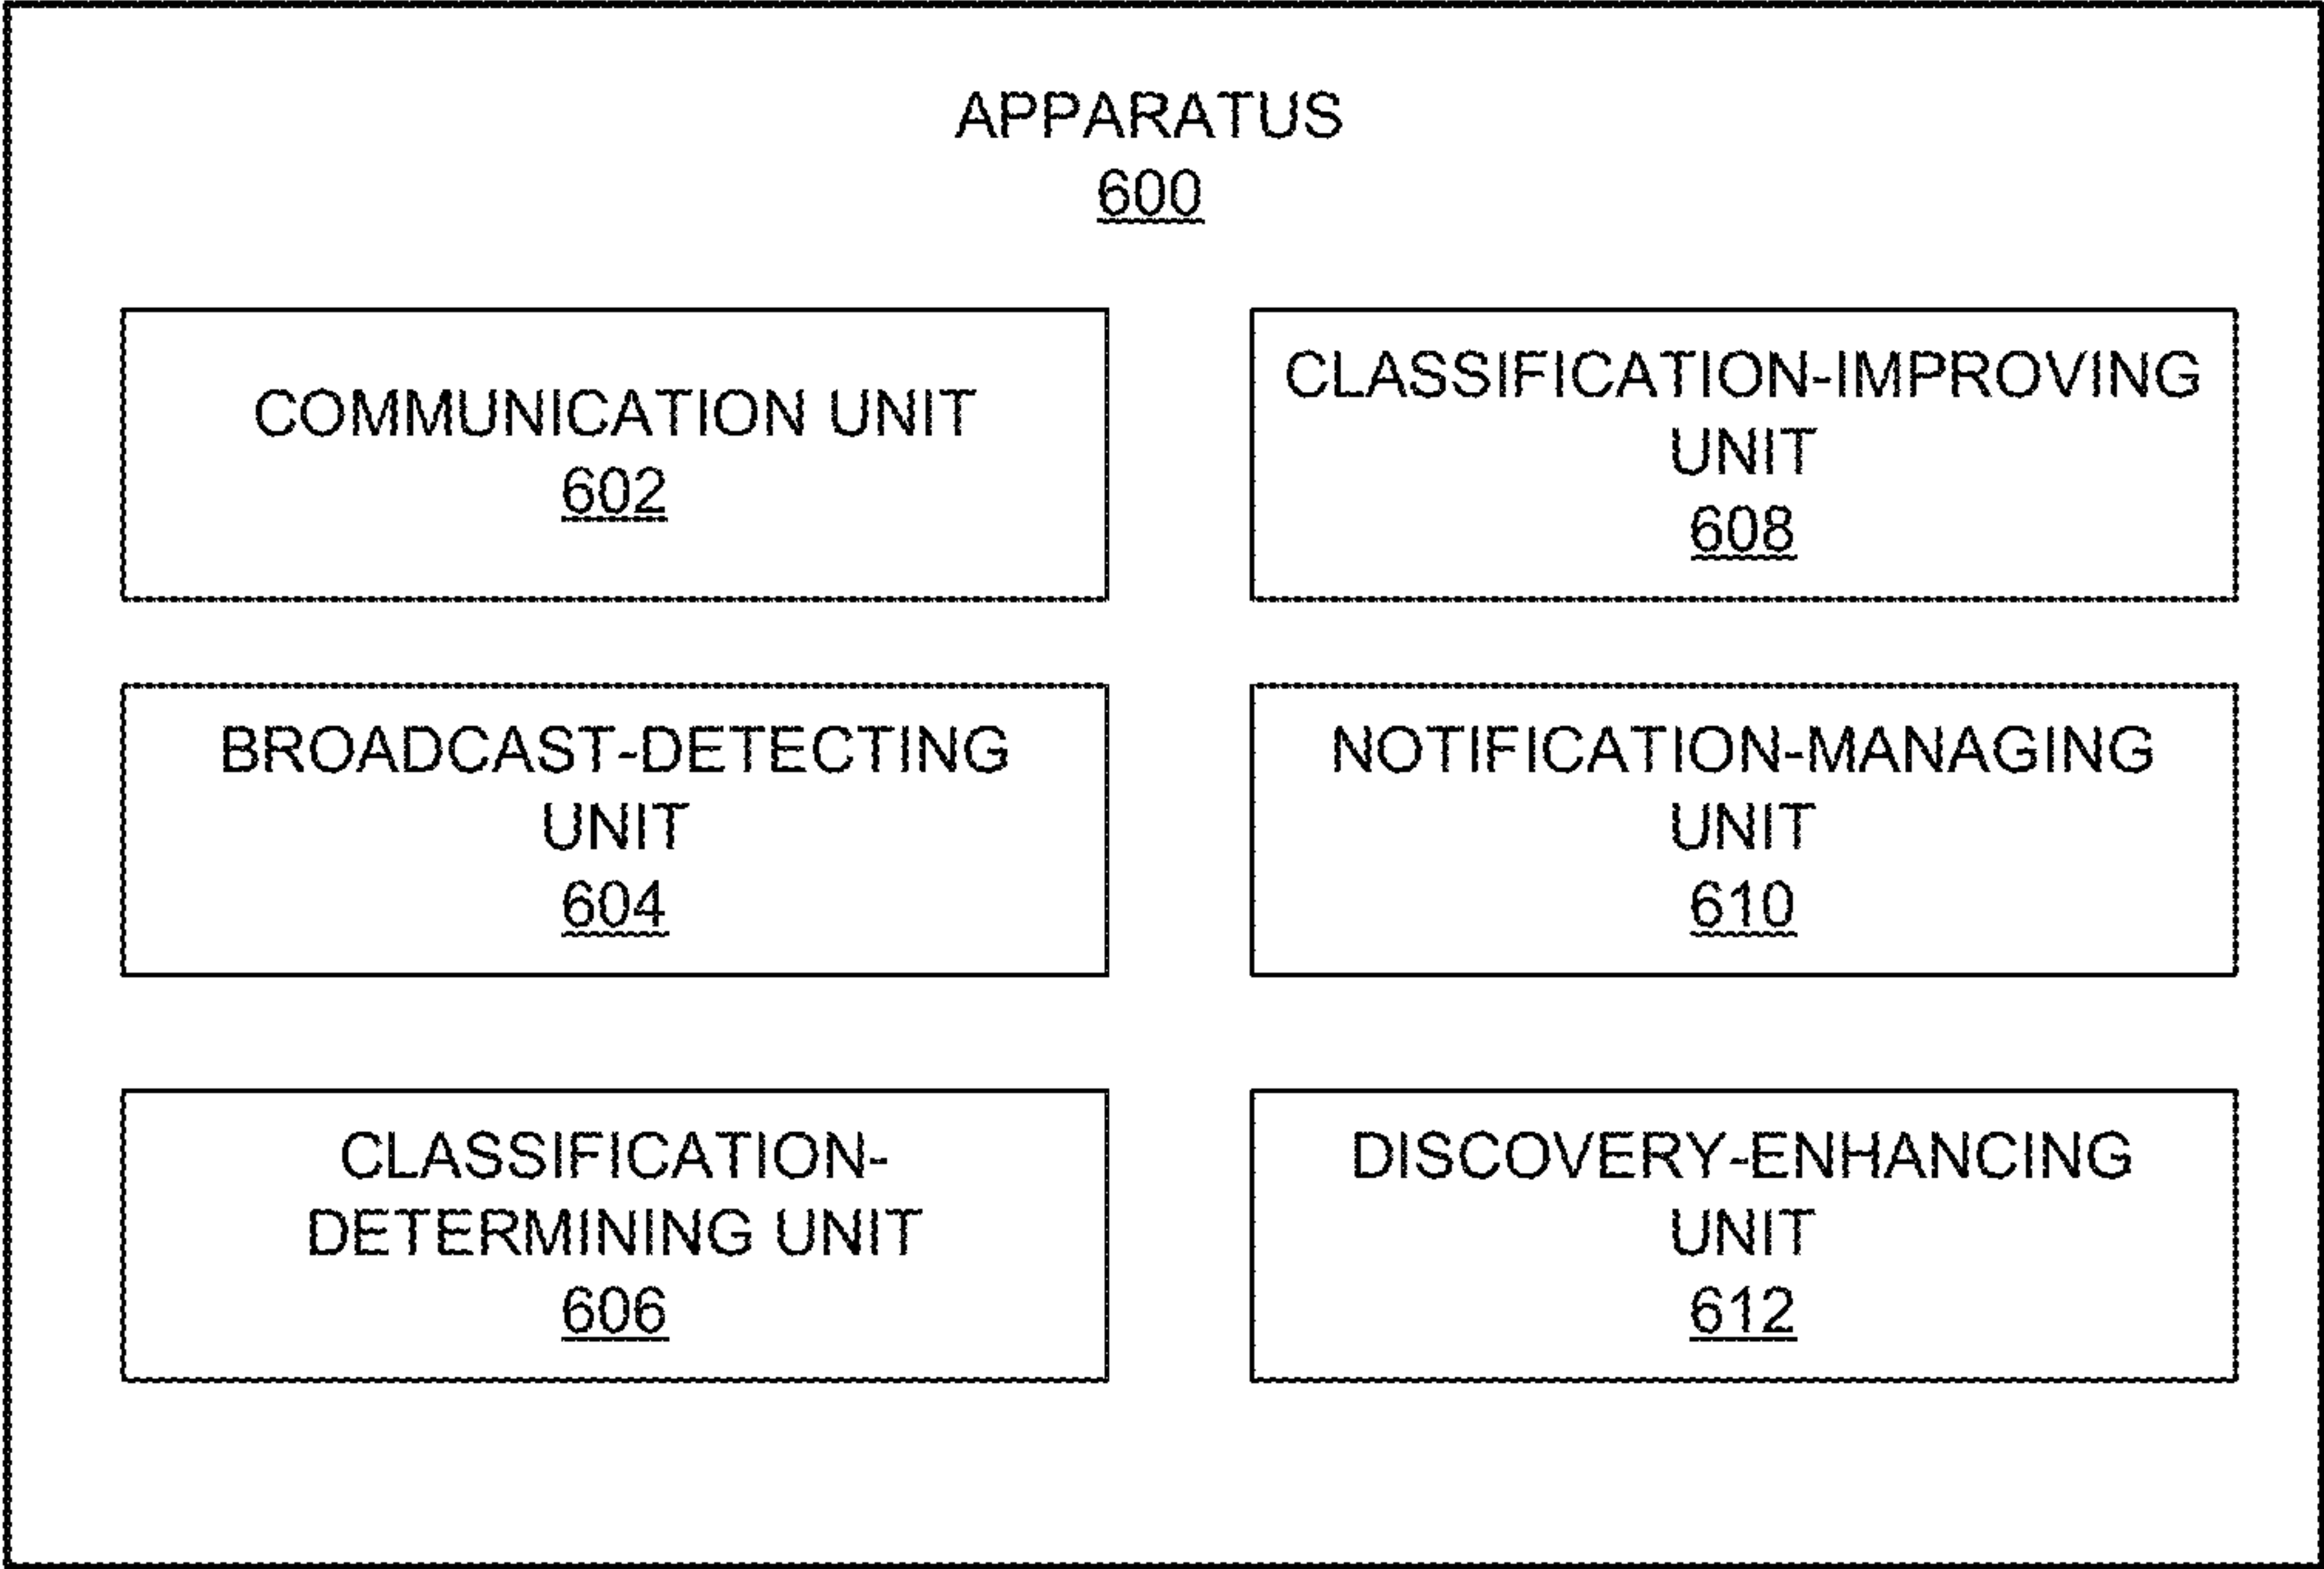 APPARATUS
600
COMMUNICATION UNIT
602
BROADCAST-DETECTING
UNIT
604
CLASSIFICATION-
DETERMINING UNIT
606
CLASSIFICATION-IMPROVING
UNIT
608
NOTIFICATION-MANAGING
UNIT
610
DISCOVERY-ENHANCING
UNIT
612